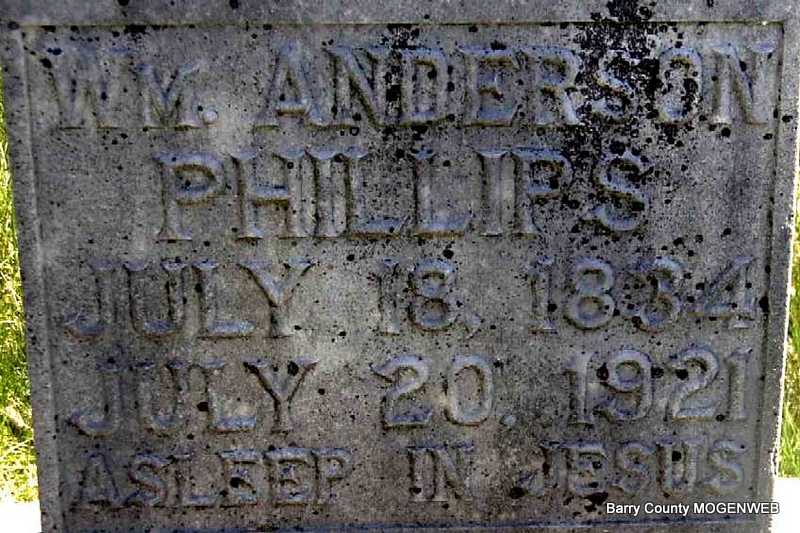 WM. ANDERSON
PHILLIPS
JULY 18, 1834
JULY 20. 1921
ASLEEP IN JESUS
Barry County MOGENWEB